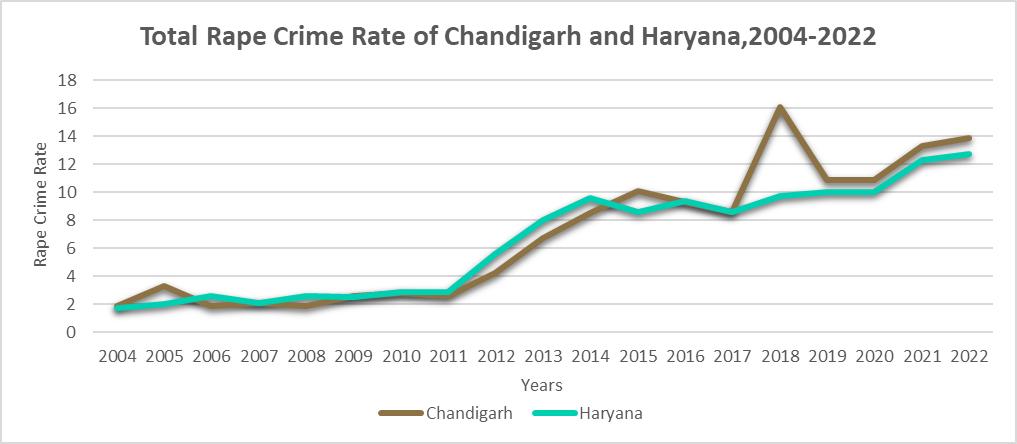 Total Rape Crime Rate of Chandigarh and Haryana,2004-2022
Rape Crime Rate
18
16
14
12
10
8
6
4
2
0
2004 2005 2006 2007 2008 2009 2010 2011 2012 2013 2014 2015 2016 2017 2018 2019 2020 2021 2022
Years
Chandigarh Haryana